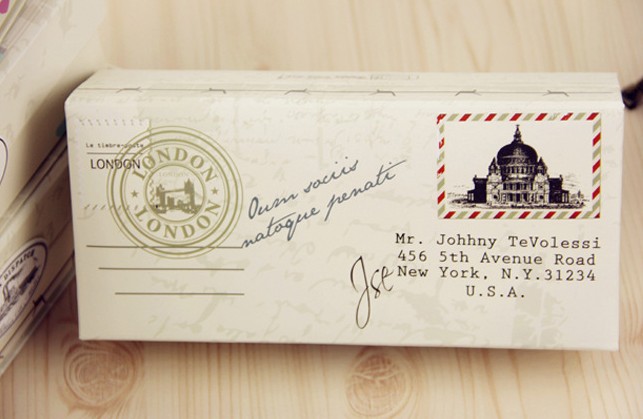 Le timbre-poste
LONDON
LONDON
LONDON
Oum sociis
natoque penati
Mr. Johhny TeVolessi
456 5th Avenue Road
New York, N.Y.31234
U.S.A.